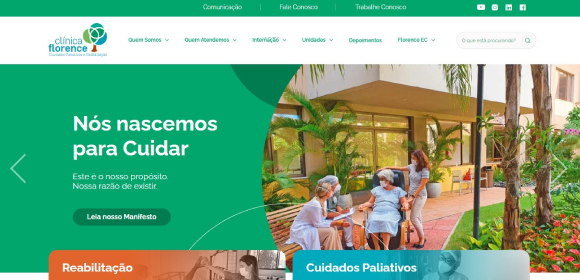 Comunicação
Fale Conosco
Trabalhe Conosco
clínica
florence
Cuidados Paliativos e Reabilitação
Quem Somos
Quem Atendemos
Internação
Unidades
Depoimentos
Florence EC
O que está procurando?
Nós nascemos
para Cuidar
Este é o nosso propósito.
Nossa razão de existir.
Leia nosso Manifesto
Reabilitação
Cuidados Paliativos